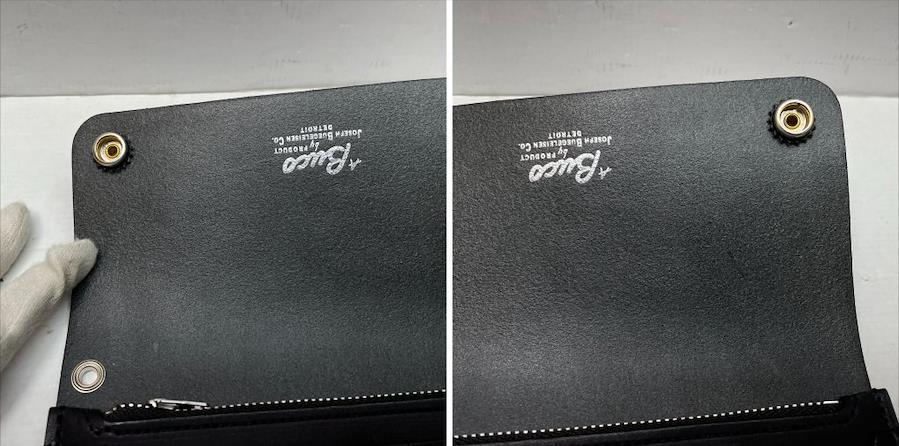 A Buco
PRODUCT
by
JOSEPH BUEGELEISEN CO.
DETROIT
A Buco
PRODUCT
by
JOSEPH BUEGELEISEN CO.
DETROIT